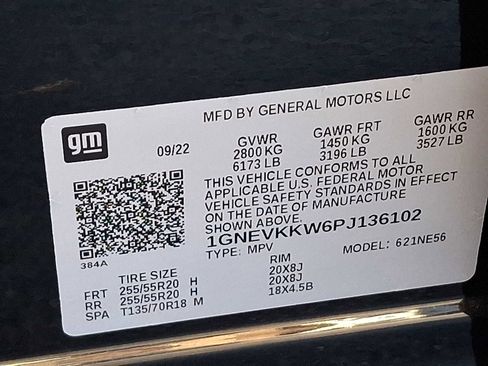 gm
MFD BY GENERAL MOTORS LLC
09/22 GVWR GAWR FRT GAWR RR
2800 KG 1450 KG 1600 KG
6173 LB 3196 LB 3527 LB
THIS VEHICLE CONFORMS TO ALL
APPLICABLE U.S. FEDERAL MOTOR
VEHICLE SAFETY STANDARDS IN EFFECT
ON THE DATE OF MANUFACTURE
SHOWN ABOVE.
1GNEVKKW6PJ136102
TYPE: MPV MODEL: 621NE56
384A
TIRE SIZE RIM
FRT 255/55R20 H 20X8J
RR 255/55R20 H 20X8J
SPA T135/70R18 M 18X4.5B